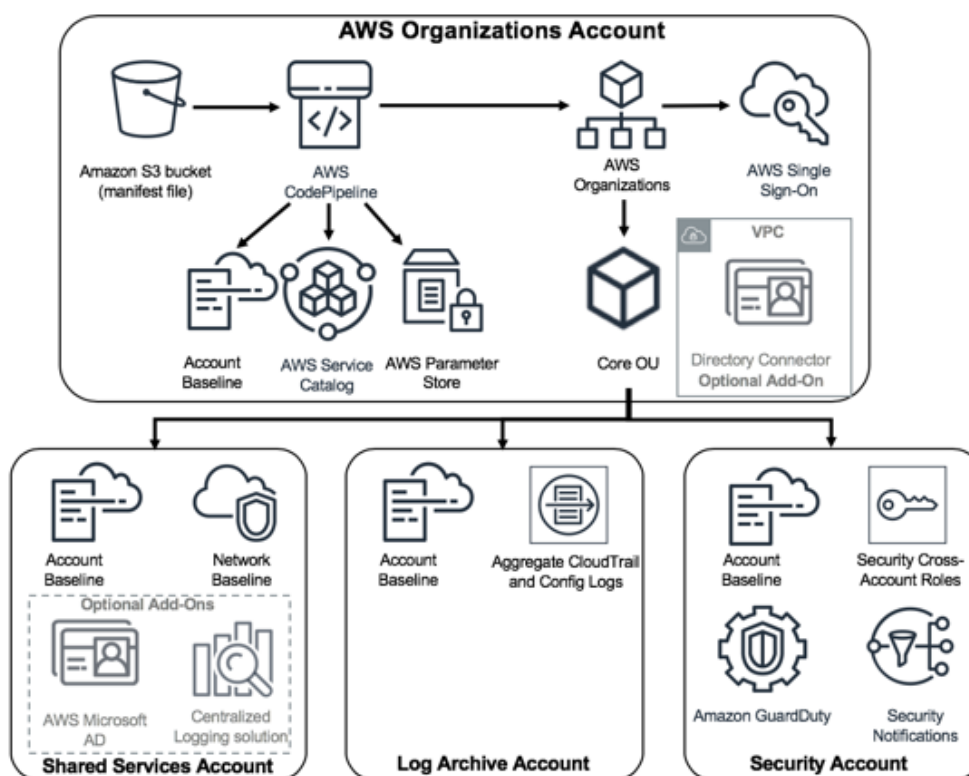 AWS Organizations Account
Amazon S3 bucket
(manifest file)
</>
AWS
CodePipeline
AWS
Organizations
AWS Single
Sign-On
Account
Baseline
AWS Service
Catalog
AWS Parameter
Store
Core OU
VPC
Directory Connector
Optional Add-On
Account
Baseline
Network
Baseline
Optional Add-Ons
AWS Microsoft
AD
Centralized
Logging solution
Shared Services Account
Account
Baseline
Aggregate CloudTrail
and Config Logs
Log Archive Account
Account
Baseline
Security Cross-
Account Roles
Amazon GuardDuty
Security
Notifications
Security Account